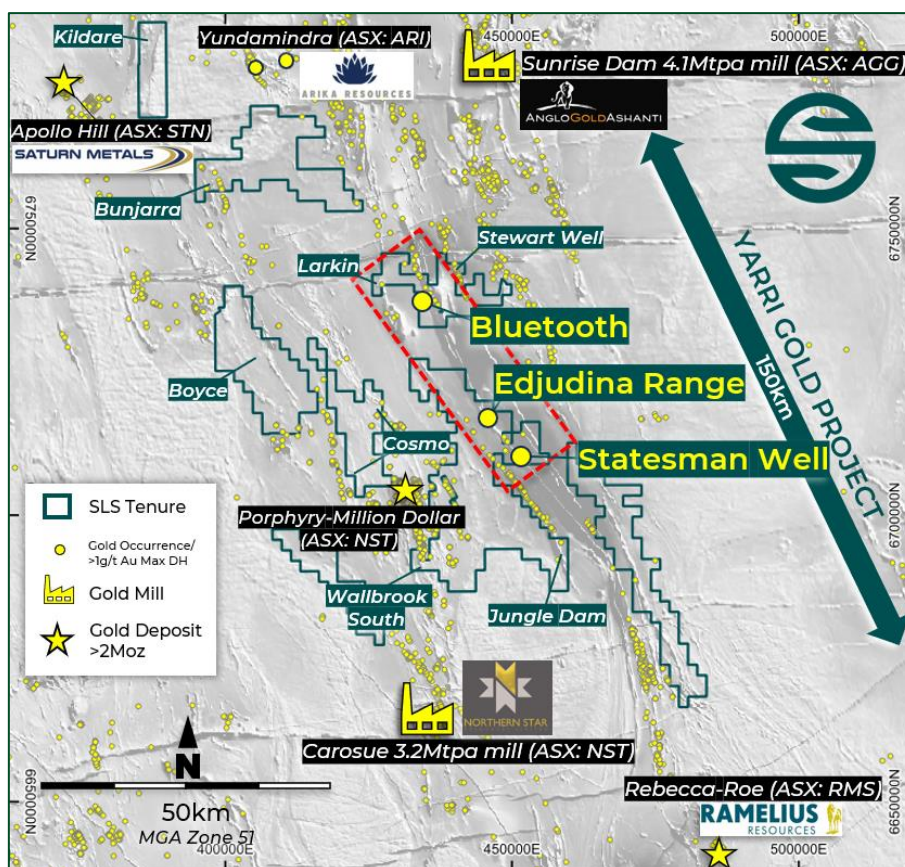 Kildare
Yundamindra (ASX: ARI)
ARIKA RESOURCES
450000E
500000E
Sunrise Dam 4.1Mtpa mill (ASX: AGG)
ANGLOGOLDASHANTI
Apollo Hill (ASX: STN)
SATURN METALS
Bunjarra
6750000N
6750000N
Stewart Well
Larkin
YARRI GOLD PROJECT
150km
Bluetooth
Boyce
Edjudina Range
Cosmo
Statesman Well
SLS Tenure
Gold Occurrence/
>1g/t Au Max DH
Gold Mill
Gold Deposit
>2Moz
Porphyry-Million Dollar
(ASX: NST)
6700000N
Wallbrook
South
Jungle Dam
NORTHERN STAR
Carosue 3.2Mtpa mill (ASX: NST)
N
50km
MGA Zone 51
6650000N
6650000N
Rebecca-Roe (ASX: RMS)
RAMELIUS
RESOURCES
400000E
450000E
500000E